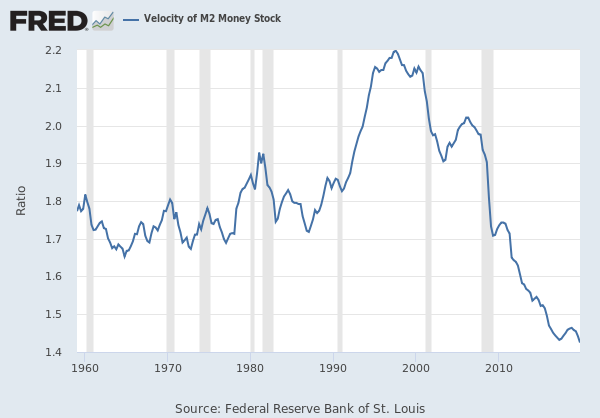 FRED Velocity of M2 Money Stock
2.2
2.1
2.0
1.9
1.8
1.7
1.6
1.5
1.4
Ratio
1960 1970 1980 1990 2000 2010
Source: Federal Reserve Bank of St. Louis